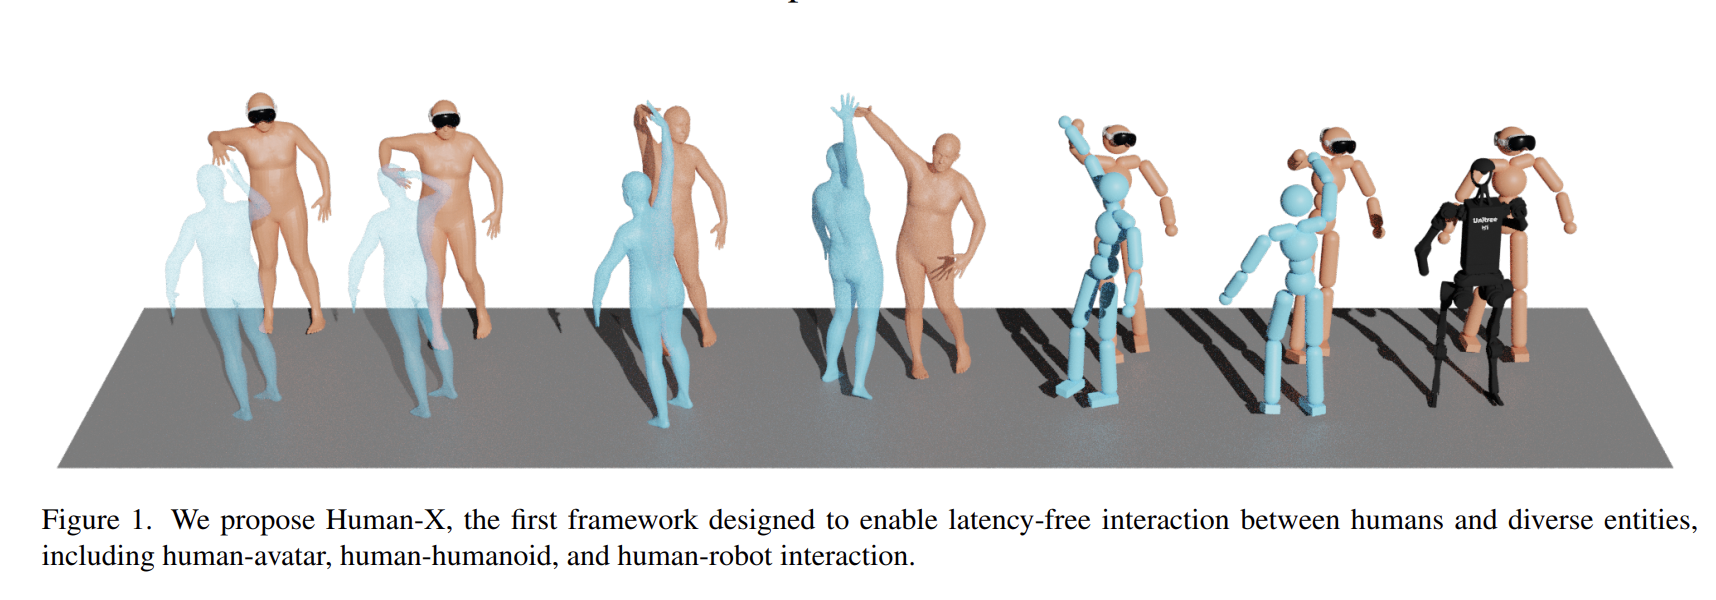 Unitree
Figure 1. We propose Human-X, the first framework designed to enable latency-free interaction between humans and diverse entities,
including human-avatar, human-humanoid, and human-robot interaction.